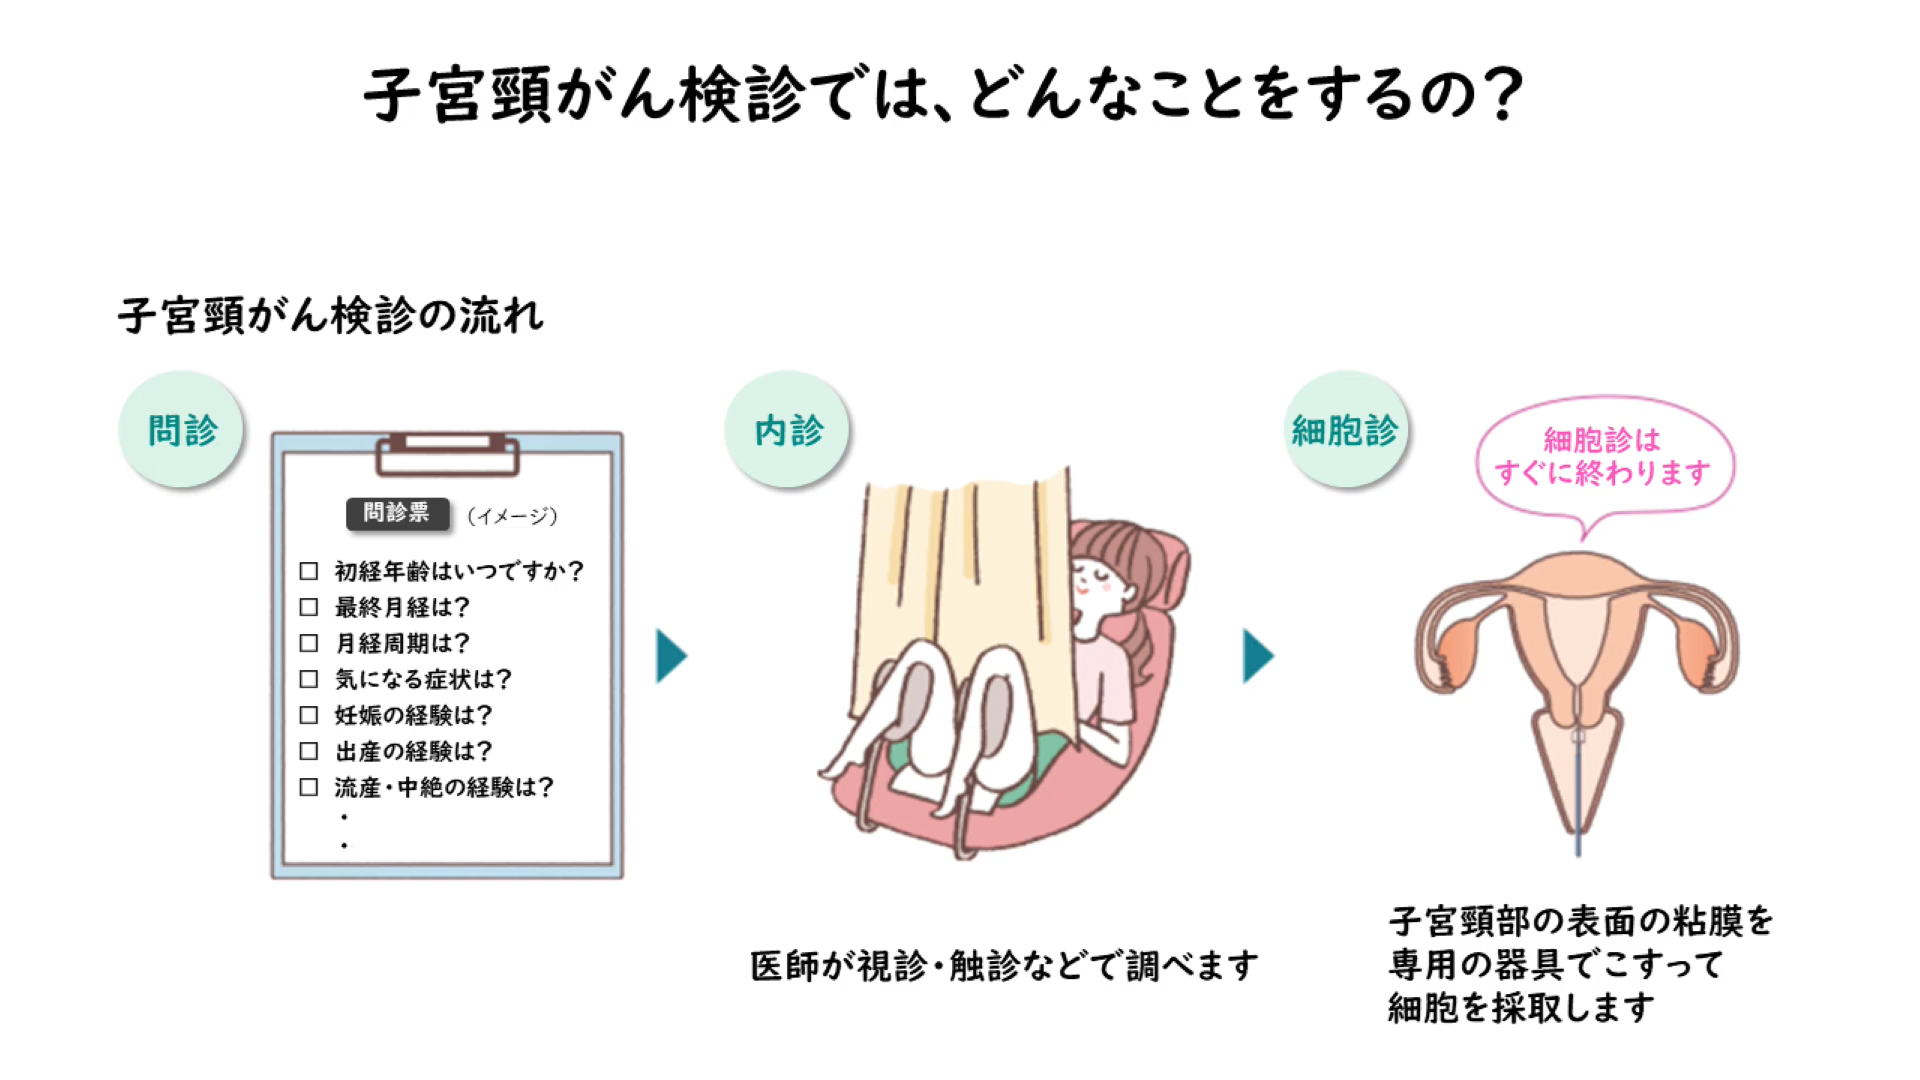 子宮頸がん検診では、どんなことをするの?
子宮頸がん検診の流れ
問診
問診票 (イメージ)
□ 初経年齢はいつですか?
□ 最終月経は?
□ 月経周期は?
□ 気になる症状は?
□ 妊娠の経験は?
□ 出産の経験は?
□ 流産・中絶の経験は?
・
・
内診
医師が視診・触診などで調べます
細胞診
細胞診は
すぐに終わります
子宮頸部の表面の粘膜を
専用の器具でこすって
細胞を採取します